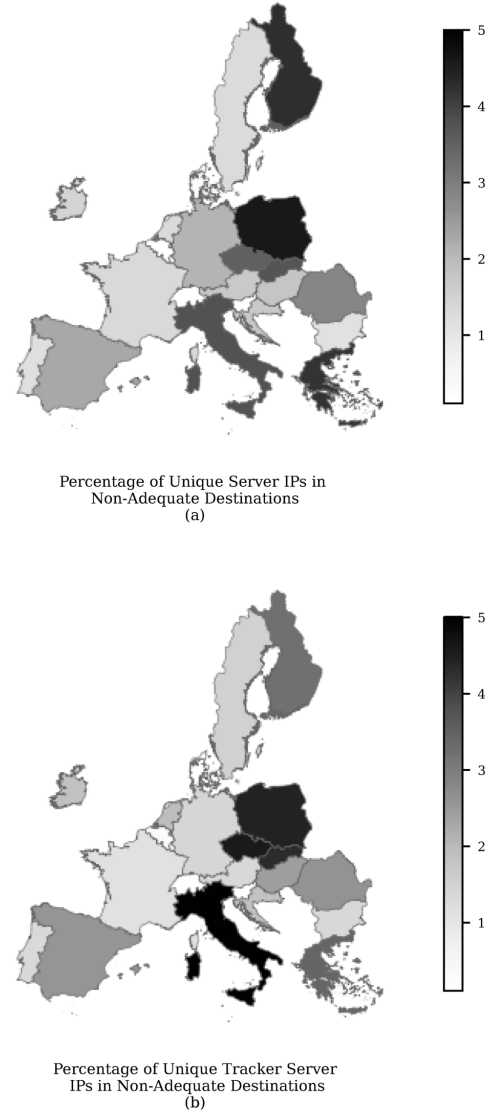 5
4
3
2
1
Percentage of Unique Server IPs in
Non-Adequate Destinations
(a)
5
4
3
2
1
Percentage of Unique Tracker Server
IPs in Non-Adequate Destinations
(b)